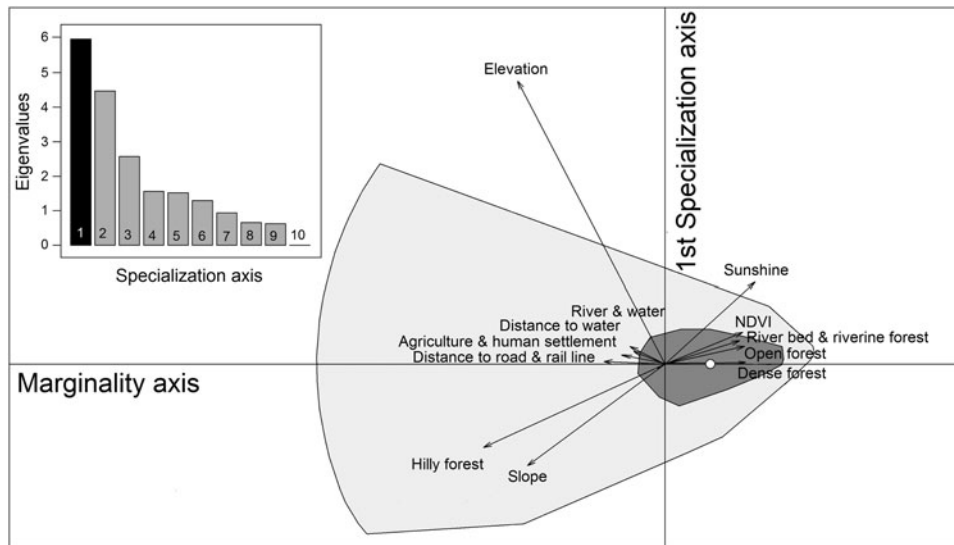 6
5
4
3
2
1
0
Eigenvalues
1 2 3 4 5 6 7 8 9 10
Specialization axis
Elevation
1st Specialization axis
Sunshine
River & water
Distance to water
Agriculture & human settlement
Distance to road & rail line
NDVI
River bed & riverine forest
Open forest
Dense forest
Marginality axis
Hilly forest
Slope